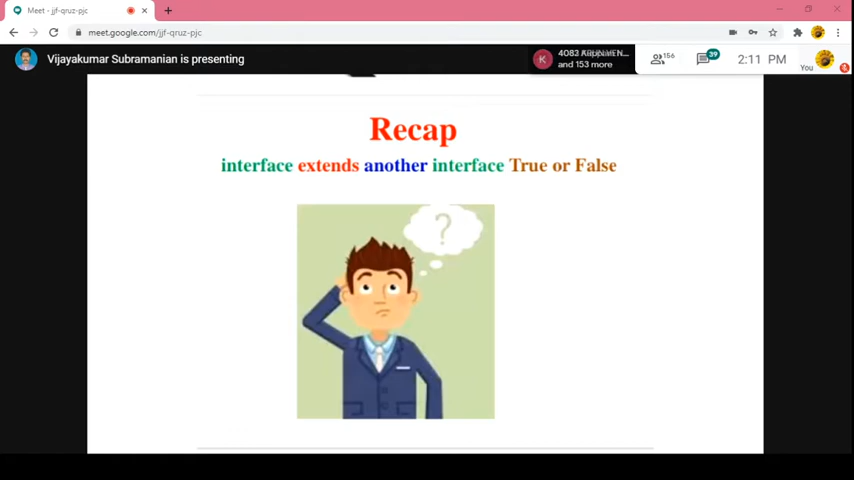 Meet - jjf-qruz-pjc
meet.google.com/jjf-qruz-pjc
Vijayakumar Subramanian is presenting
K
4083
and 153 more
156
39
2:11 PM
You
Recap
interface extends another interface True or False
?